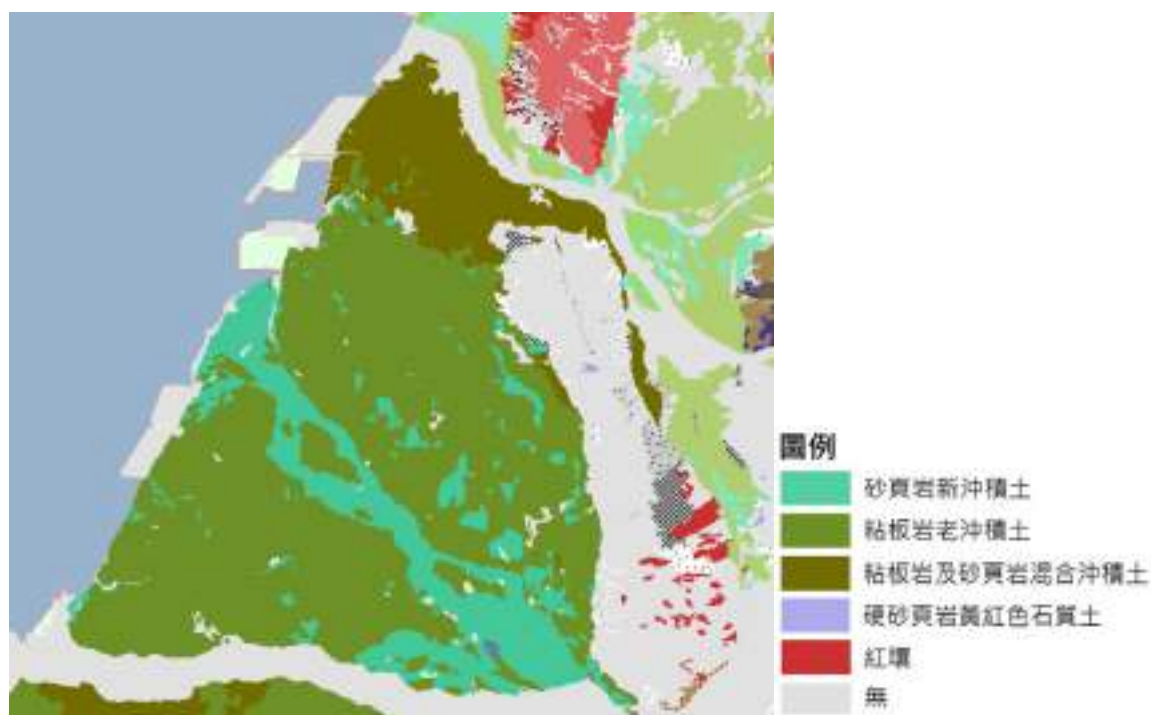 圖例
砂頁岩新沖積土
粘板岩老沖積土
粘板岩及砂頁岩混合沖積土
硬砂頁岩黃紅色石質土
紅壤
無